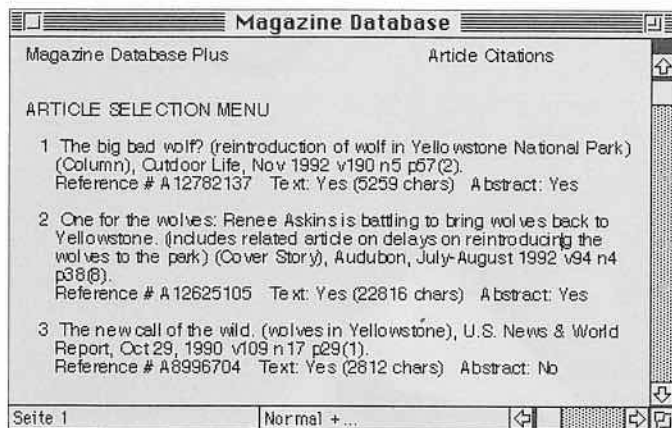 Magazine Database
Magazine Database Plus Article Citations
ARTICLE SELECTION MENU
1 The big bad wolf? (reintroduction of wolf in Yellowstone National Park)
(Column), Outdoor Life, Nov 1992 v190 n5 p57(2).
Reference # A12782137 Text: Yes (5259 chars) Abstract: Yes
2 One for the wolves: Renee Askins is battling to bring wolves back to
Yellowstone. (includes related article on delays on reintroducing the
wolves to the park) (Cover Story), Audubon, July-August 1992 v94 n4
p38(8).
Reference # A12625105 Text: Yes (22816 chars) Abstract: Yes
3 The new call of the wild. (wolves in Yellowstone), U.S. News & World
Report, Oct 29, 1990 v109 n17 p29(1).
Reference # A8996704 Text: Yes (2812 chars) Abstract: No
Seite 1 Normal +...